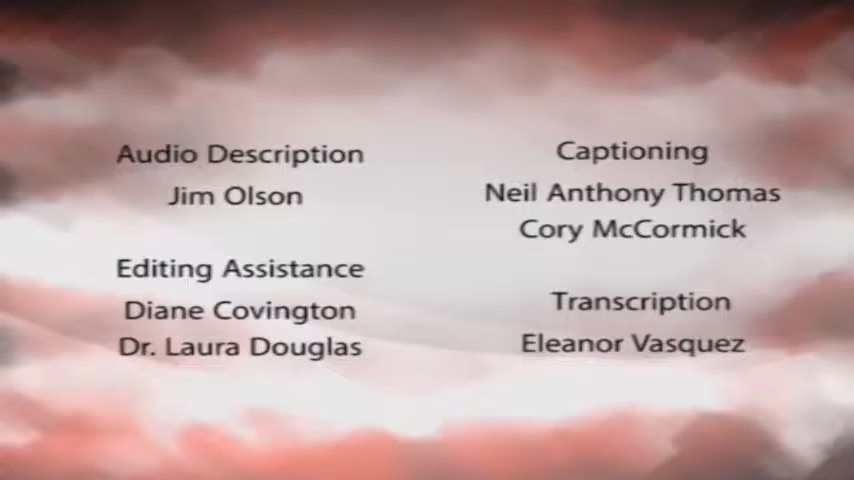 Audio Description
Jim Olson
Editing Assistance
Diane Covington
Dr. Laura Douglas
Captioning
Neil Anthony Thomas
Cory McCormick
Transcription
Eleanor Vasquez